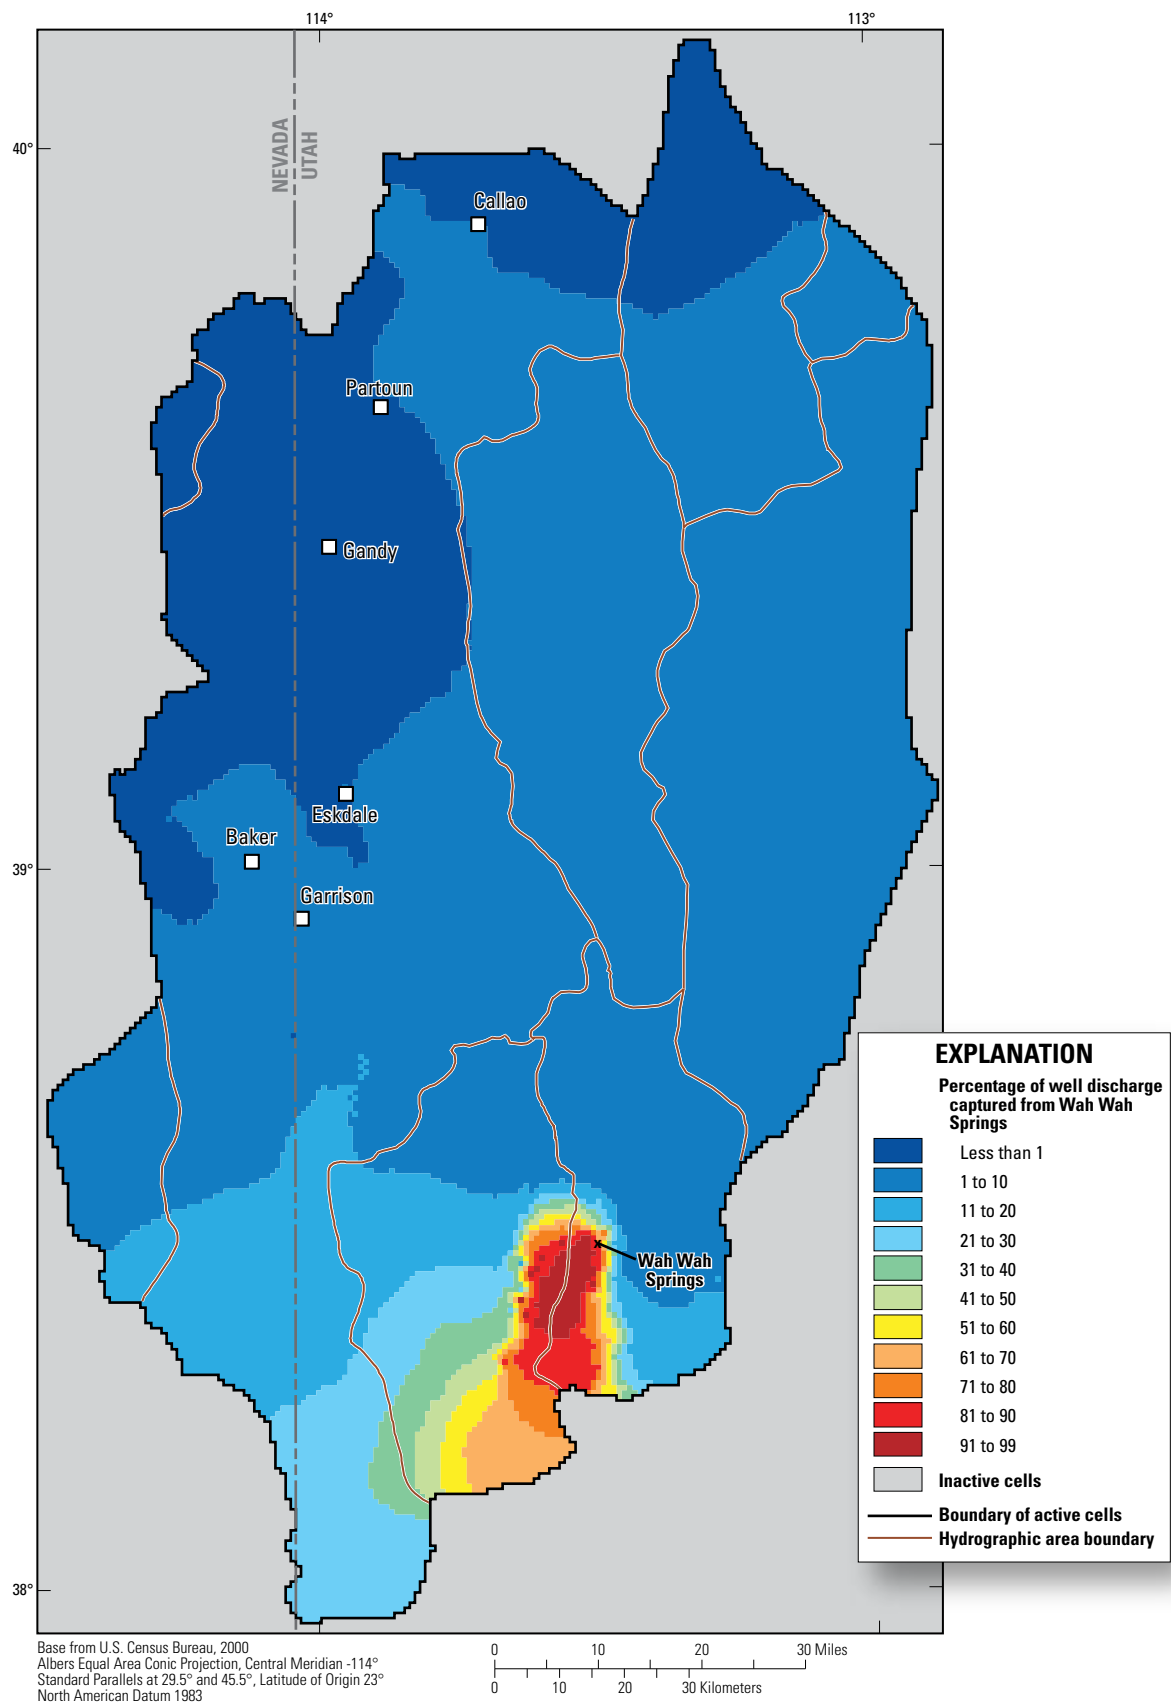 114°
113°
40°
NEVADA
UTAH
Callao
Partoun
Gandy
Eskdale
Baker
39°
Garrison
EXPLANATION
Percentage of well discharge
captured from Wah Wah
Springs
Less than 1
1 to 10
11 to 20
21 to 30
31 to 40
41 to 50
51 to 60
61 to 70
71 to 80
81 to 90
91 to 99
Inactive cells
Boundary of active cells
Hydrographic area boundary
Wah Wah
Springs
38°
Base from U.S. Census Bureau, 2000
Albers Equal Area Conic Projection, Central Meridian -114°
Standard Parallels at 29.5° and 45.5°, Latitude of Origin 23°
North American Datum 1983
0 10 20 30 Miles
0 10 20 30 Kilometers